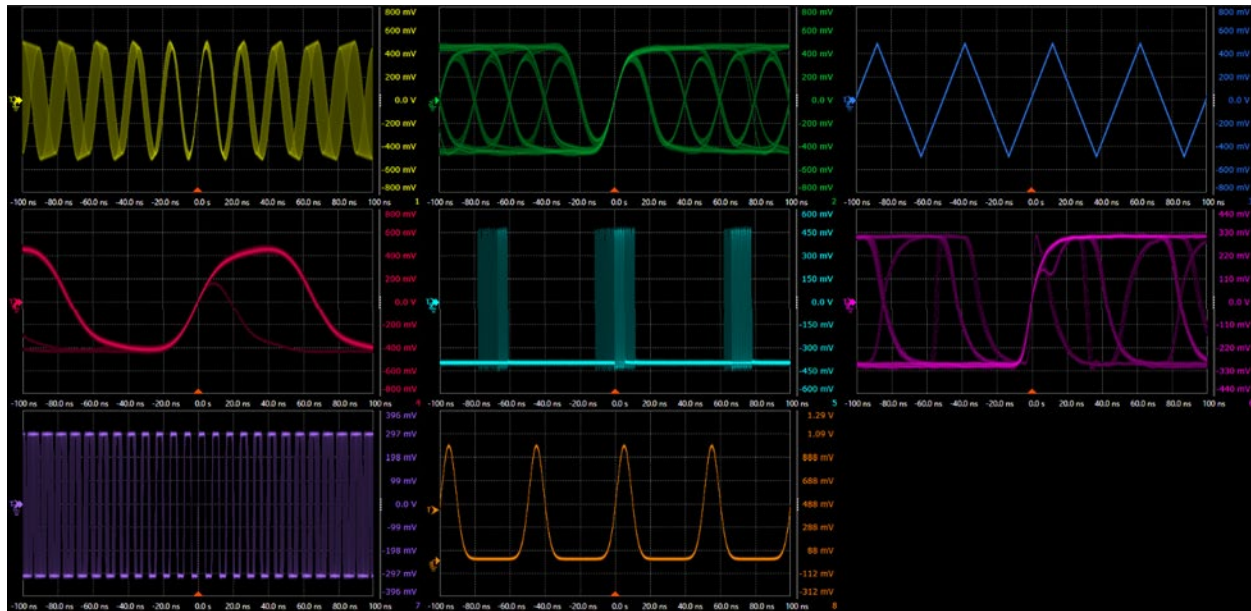 800 mV
600 mV
400 mV
200 mV
0.0 V
-200 mV
-400 mV
-600 mV
-800 mV
1
-100 ns -80.0 ns -60.0 ns -40.0 ns -20.0 ns 0.0 s 20.0 ns 40.0 ns 60.0 ns 80.0 ns 100 ns
800 mV
600 mV
400 mV
200 mV
0.0 V
-200 mV
-400 mV
-600 mV
-800 mV
2
-100 ns -80.0 ns -60.0 ns -40.0 ns -20.0 ns 0.0 s 20.0 ns 40.0 ns 60.0 ns 80.0 ns 100 ns
800 mV
600 mV
400 mV
200 mV
0.0 V
-200 mV
-400 mV
-600 mV
-800 mV
-100 ns -80.0 ns -60.0 ns -40.0 ns -20.0 ns 0.0 s 20.0 ns 40.0 ns 60.0 ns 80.0 ns 100 ns
800 mV
600 mV
400 mV
200 mV
0.0 V
-200 mV
-400 mV
-600 mV
-800 mV
-100 ns -80.0 ns -60.0 ns -40.0 ns -20.0 ns 0.0 s 20.0 ns 40.0 ns 60.0 ns 80.0 ns 100 ns
600 mV
450 mV
300 mV
150 mV
0.0 V
-150 mV
-300 mV
-450 mV
-600 mV
5
-100 ns -80.0 ns -60.0 ns -40.0 ns -20.0 ns 0.0 s 20.0 ns 40.0 ns 60.0 ns 80.0 ns 100 ns
440 mV
330 mV
220 mV
110 mV
0.0 V
-110 mV
-220 mV
-330 mV
-440 mV
-100 ns -80.0 ns -60.0 ns -40.0 ns -20.0 ns 0.0 s 20.0 ns 40.0 ns 60.0 ns 80.0 ns 100 ns
396 mV
297 mV
198 mV
99 mV
0.0 V
-99 mV
-198 mV
-297 mV
-396 mV
7
-100 ns -80.0 ns -60.0 ns -40.0 ns -20.0 ns 0.0 s 20.0 ns 40.0 ns 60.0 ns 80.0 ns 100 ns
1.29 V
1.09 V
888 mV
688 mV
488 mV
288 mV
88 mV
-112 mV
-312 mV
8
-100 ns -80.0 ns -60.0 ns -40.0 ns -20.0 ns 0.0 s 20.0 ns 40.0 ns 60.0 ns 80.0 ns 100 ns